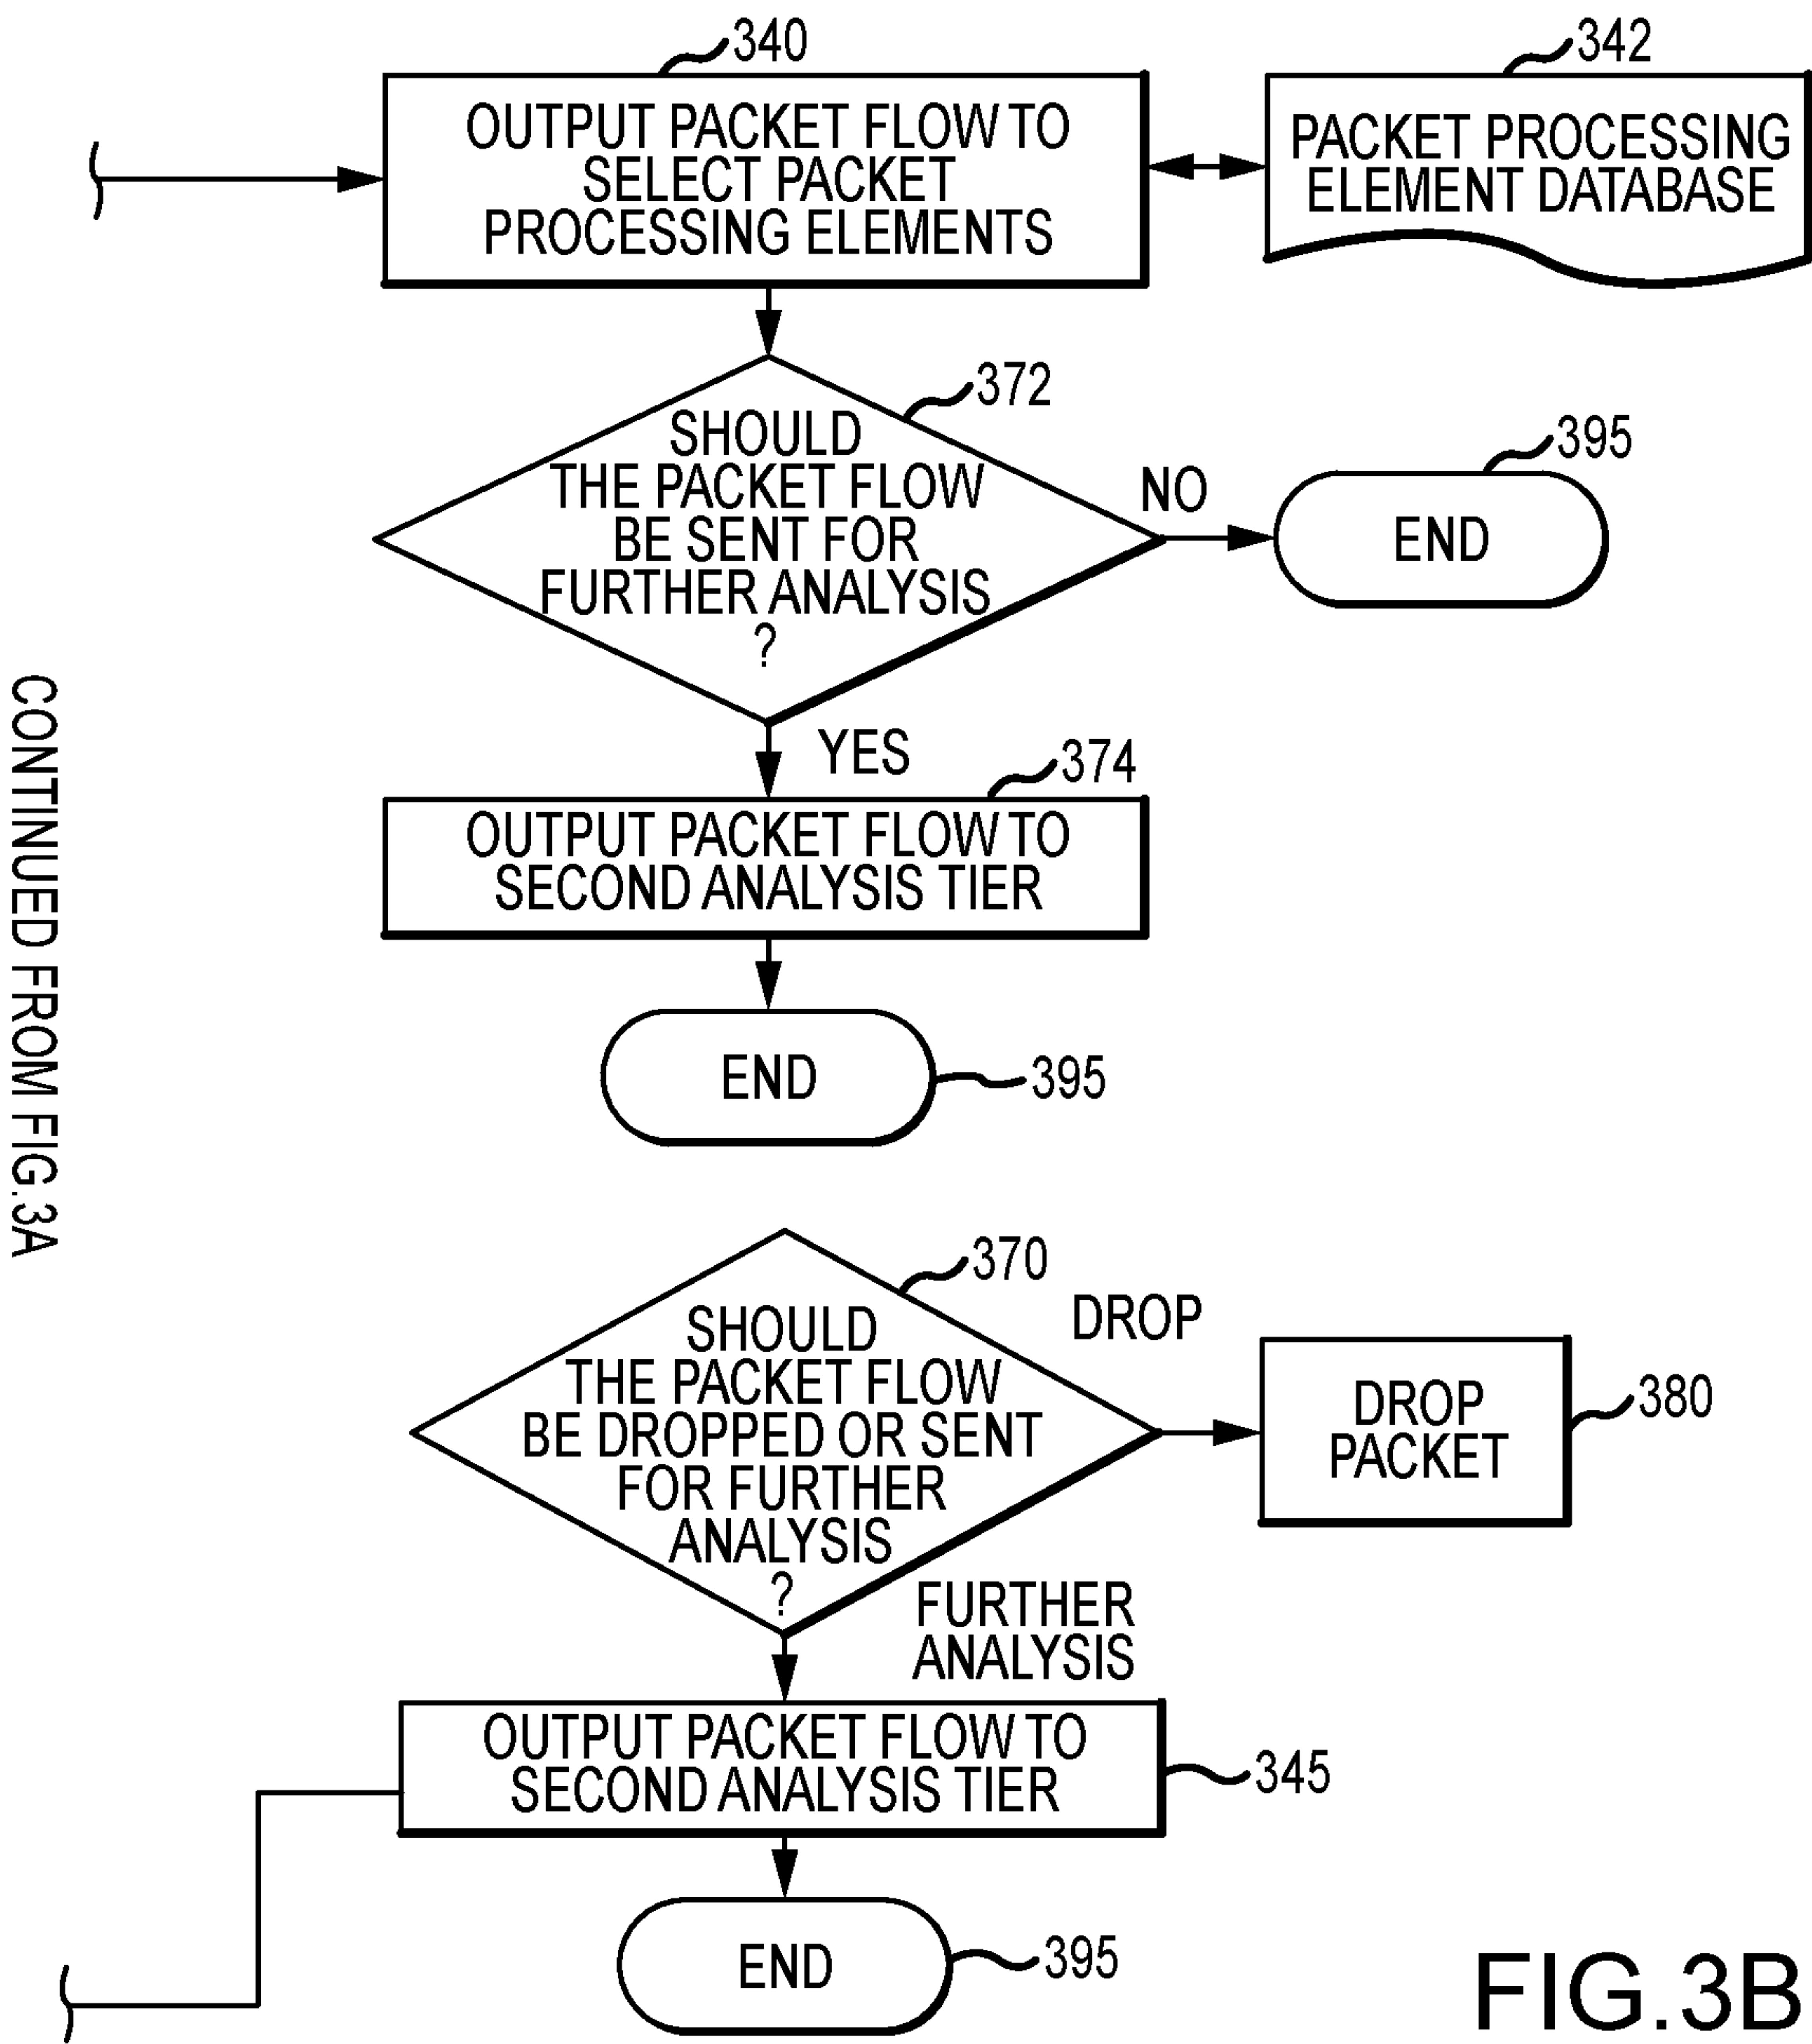 340
OUTPUT PACKET FLOW TO
SELECT PACKET
PROCESSING ELEMENTS
342
PACKET PROCESSING
ELEMENT DATABASE
372
SHOULD
THE PACKET FLOW
BE SENT FOR
FURTHER ANALYSIS
?
NO
395
END
YES
374
OUTPUT PACKET FLOW TO
SECOND ANALYSIS TIER
END
395
CONTINUED FROM FIG.3A
370
SHOULD
THE PACKET FLOW
BE DROPPED OR SENT
FOR FURTHER
ANALYSIS
?
DROP
DROP
PACKET
380
FURTHER
ANALYSIS
OUTPUT PACKET FLOW TO
SECOND ANALYSIS TIER
345
END
395
FIG.3B